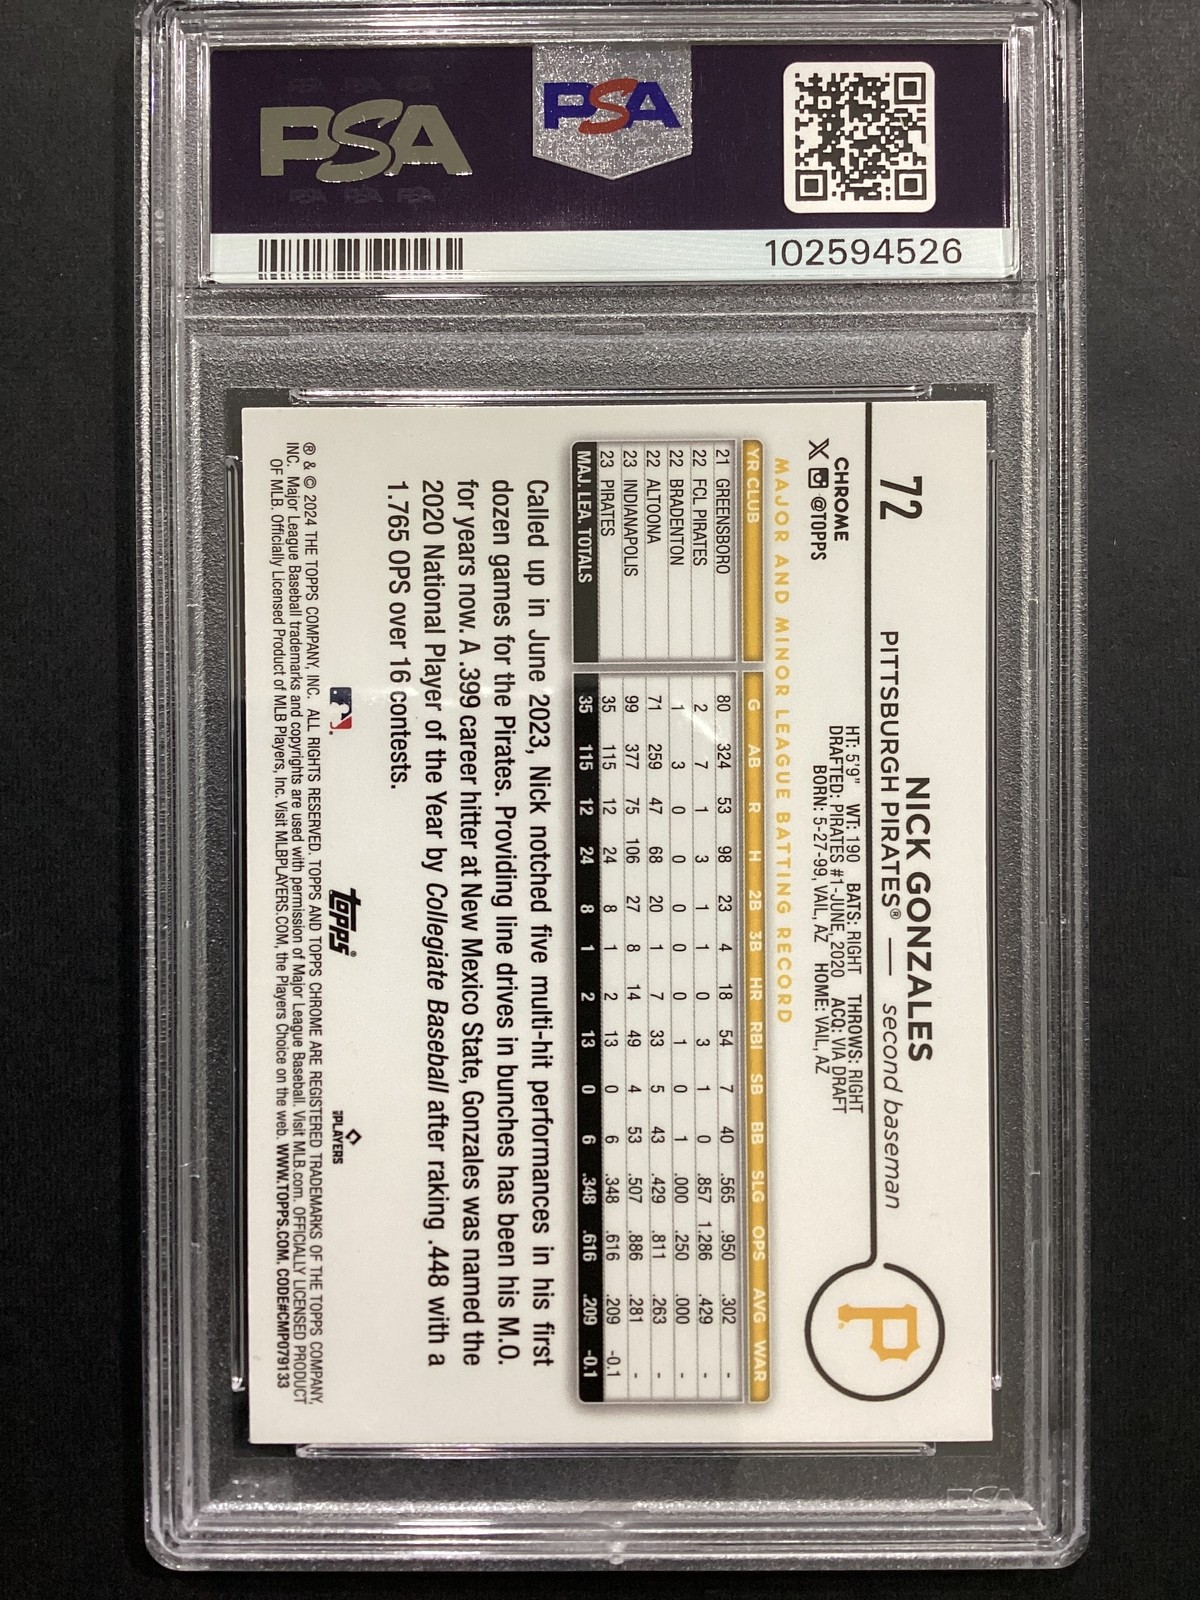 PSA
PSA
102594526
72
NICK GONZALES
PITTSBURGH PIRATES® — second baseman
P
CHROME
@TOPPS
HT: 5'9" WT: 190 BATS: RIGHT THROWS: RIGHT
DRAFTED: PIRATES #1-JUNE, 2020 ACQ: VIA DRAFT
BORN: 5-27-99, VAIL, AZ HOME: VAIL, AZ
MAJOR AND MINOR LEAGUE BATTING RECORD
YR CLUB G AB R H 2B 3B HR RBI SB BB SLG OPS AVG WAR
21 GREENSBORO 80 324 53 98 23 4 18 54 7 40 .565 .950 .302 -
22 FCL PIRATES 2 7 1 3 1 1 0 3 1 0 .857 1.286 .429 -
22 BRADENTON 1 3 0 0 0 0 0 1 0 1 .000 .250 .000 -
22 ALTOONA 71 259 47 68 20 1 7 33 5 43 .429 .811 .263 -
23 INDIANAPOLIS 99 377 75 106 27 8 14 49 4 53 .507 .886 .281 -
23 PIRATES 35 115 12 24 8 1 2 13 0 6 .348 .616 .209 -0.1
MAJ. LEA. TOTALS 35 115 12 24 8 1 2 13 0 6 .348 .616 .209 -0.1
Called up in June 2023, Nick notched five multi-hit performances in his first
dozen games for the Pirates. Providing line drives in bunches has been his M.O.
for years now. A .399 career hitter at New Mexico State, Gonzales was named the
2020 National Player of the Year by Collegiate Baseball after raking .448 with a
1.765 OPS over 16 contests.
topps®
PLAYERS
® & © 2024 THE TOPPS COMPANY, INC. ALL RIGHTS RESERVED. TOPPS AND TOPPS CHROME ARE REGISTERED TRADEMARKS OF THE TOPPS COMPANY,
INC. Major League Baseball trademarks and copyrights are used with permission of Major League Baseball. Visit MLB.com. OFFICIALLY LICENSED PRODUCT
OF MLB. Officially Licensed Product of MLB Players, Inc. Visit MLBPLAYERS.COM, the Players Choice on the web. WWW.TOPPS.COM. CODE#CMP079133